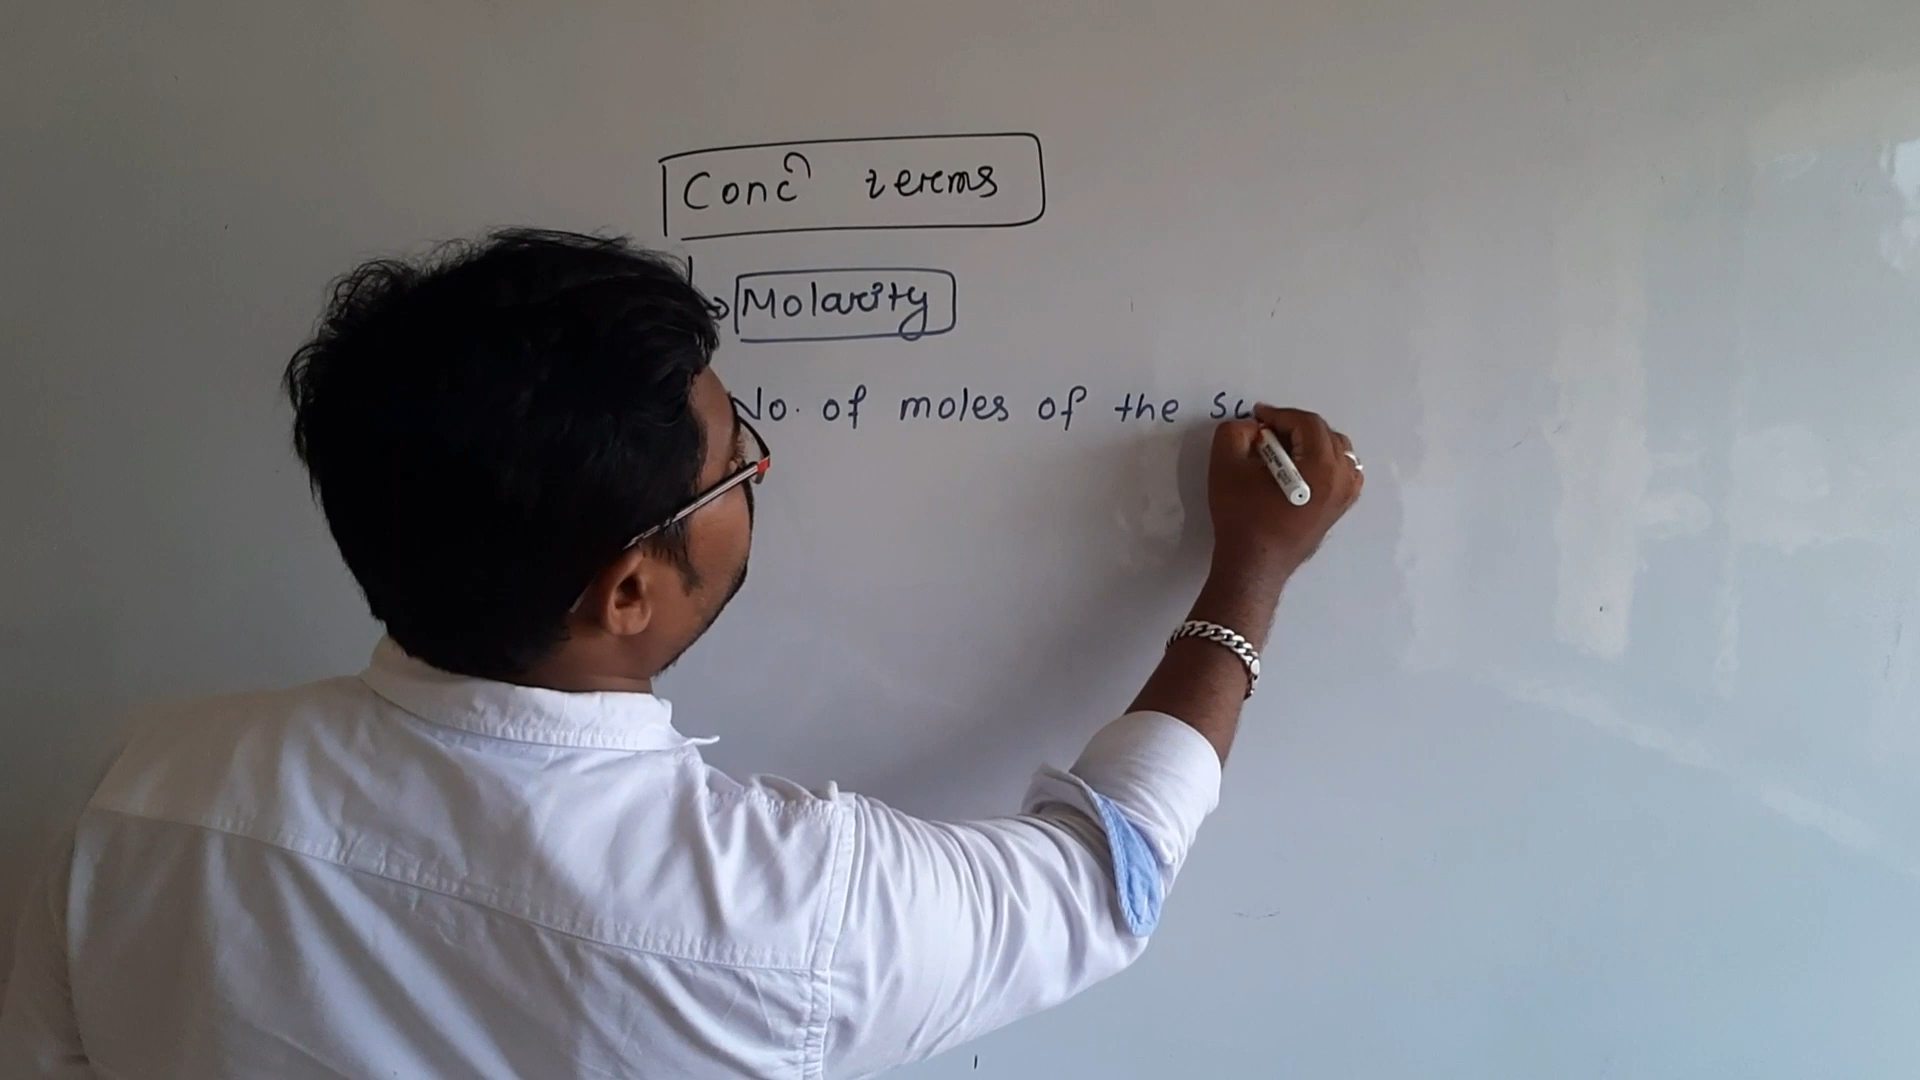 Concn terms
Molarity
No. of moles of the